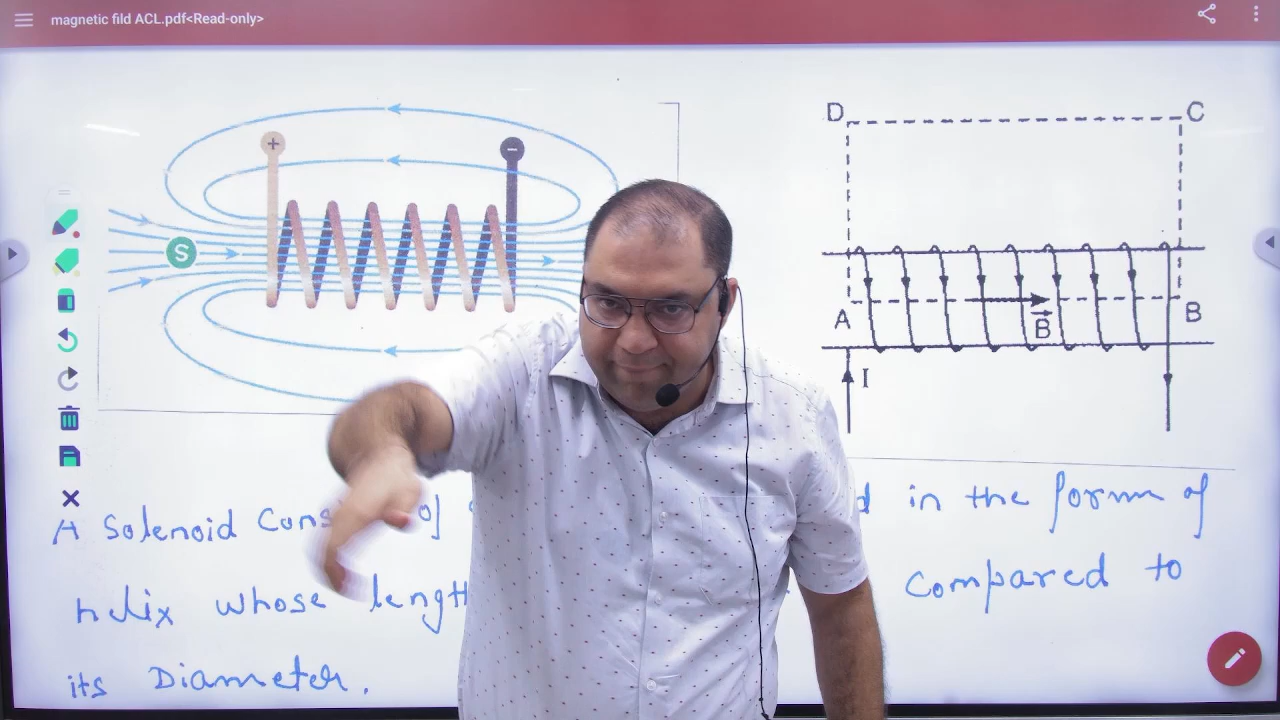 magnetic fild ACL.pdf<Read-only>
+
−
S
D
C
A
B
B
I
A Solenoid Cons of d in the form of
helix whose length compared to
its Diameter.